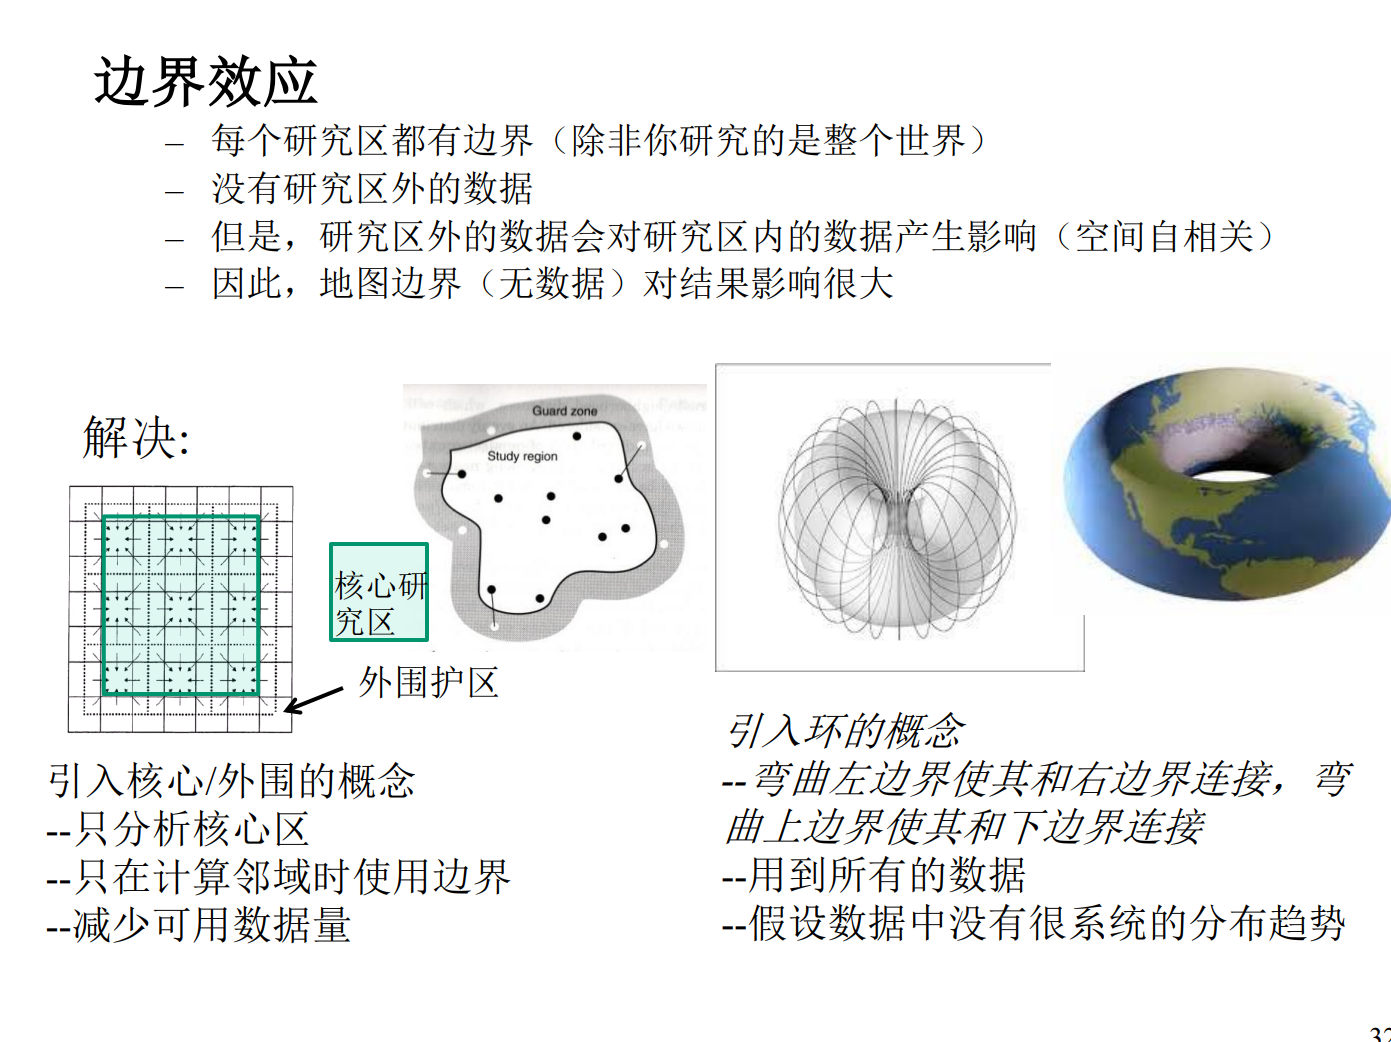 边界效应
– 每个研究区都有边界（除非你研究的是整个世界）
– 没有研究区外的数据
– 但是，研究区外的数据会对研究区内的数据产生影响（空间自相关）
– 因此，地图边界（无数据）对结果影响很大
解决:
Guard zone
Study region
核心研
究区
外围护区
引入核心/外围的概念
--只分析核心区
--只在计算邻域时使用边界
--减少可用数据量
引入环的概念
--弯曲左边界使其和右边界连接，弯
曲上边界使其和下边界连接
--用到所有的数据
--假设数据中没有很系统的分布趋势
32